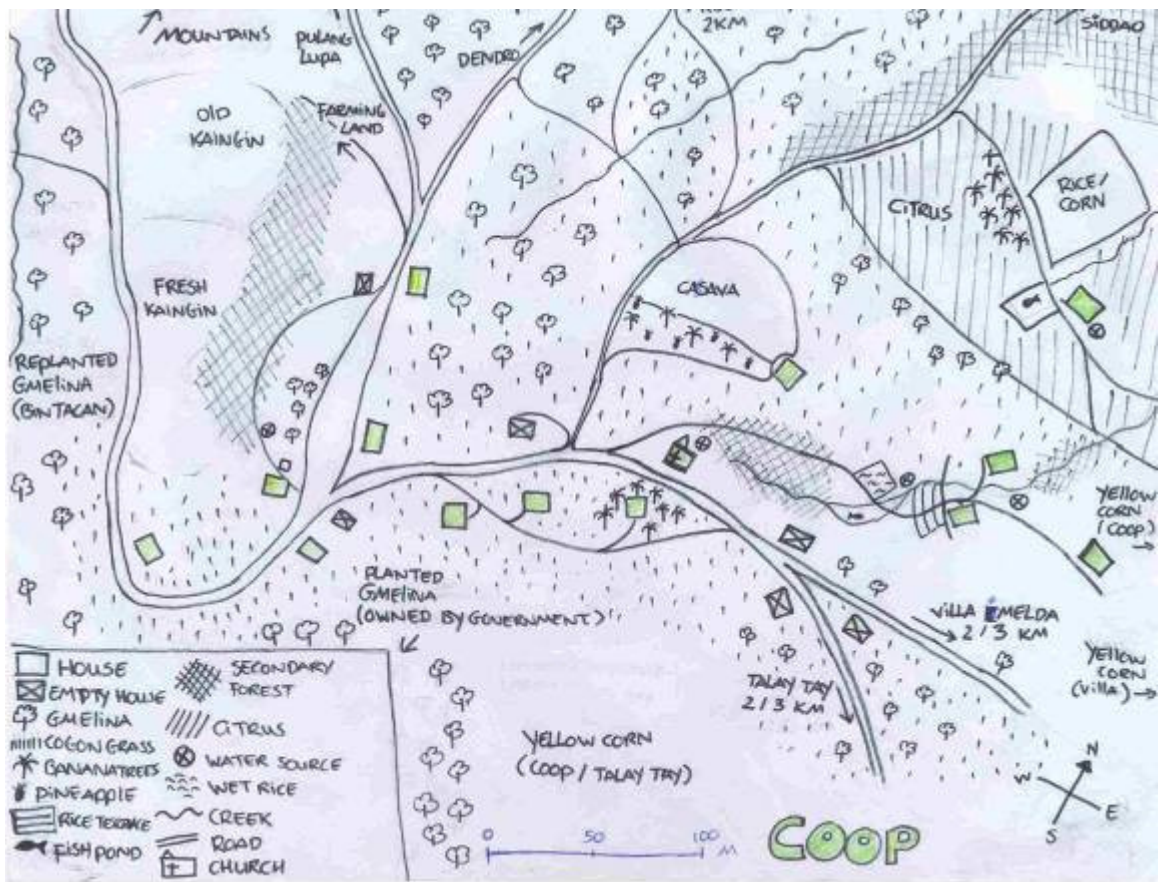 MOUNTAINS
PULANG
LUPA
DENDRO
2KM
SIDDAO
OLD
KAINGIN
FARMING
LAND
CITRUS
RICE/
CORN
FRESH
KAINGIN
CASAVA
REPLANTED
GMELINA
(BINTACAN)
YELLOW
CORN
(COOP)
PLANTED
GMELINA
(OWNED BY GOVERNMENT)
VILLA IMELDA
2/3 KM
YELLOW
CORN
(VILLA)
TALAY TAY
2/3 KM
YELLOW CORN
(COOP / TALAY TAY)
HOUSE
EMPTY HOUSE
GMELINA
COGON GRASS
BANANATREES
PINEAPPLE
RICE TERRACE
FISHPOND
SECONDARY
FOREST
CITRUS
WATER SOURCE
WET RICE
CREEK
ROAD
CHURCH
0 50 100
M
COOP
N
W
E
S